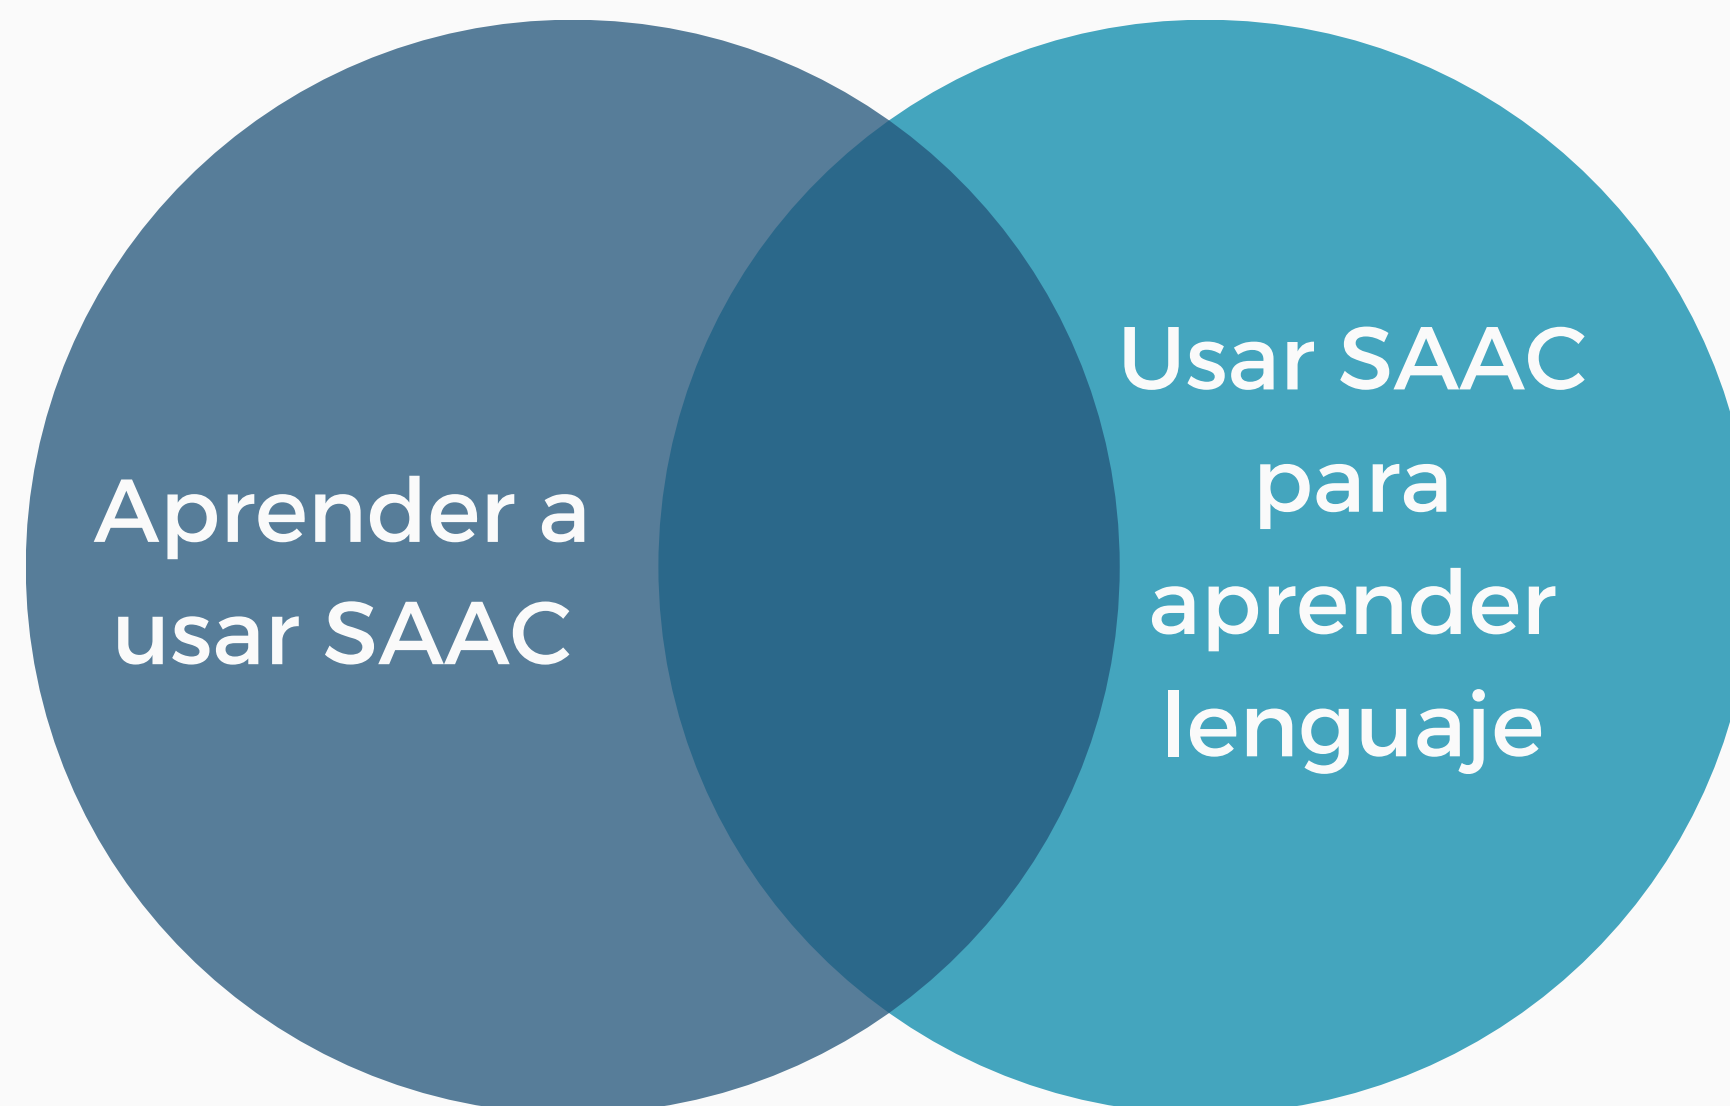 Aprender a
usar SAAC
Usar SAAC
para
aprender
lenguaje